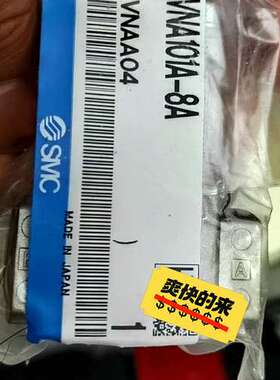 VNA101A-8A
VNAA04
SMC
MADE IN JAPAN
1
A
爽快的来
$$$$$$